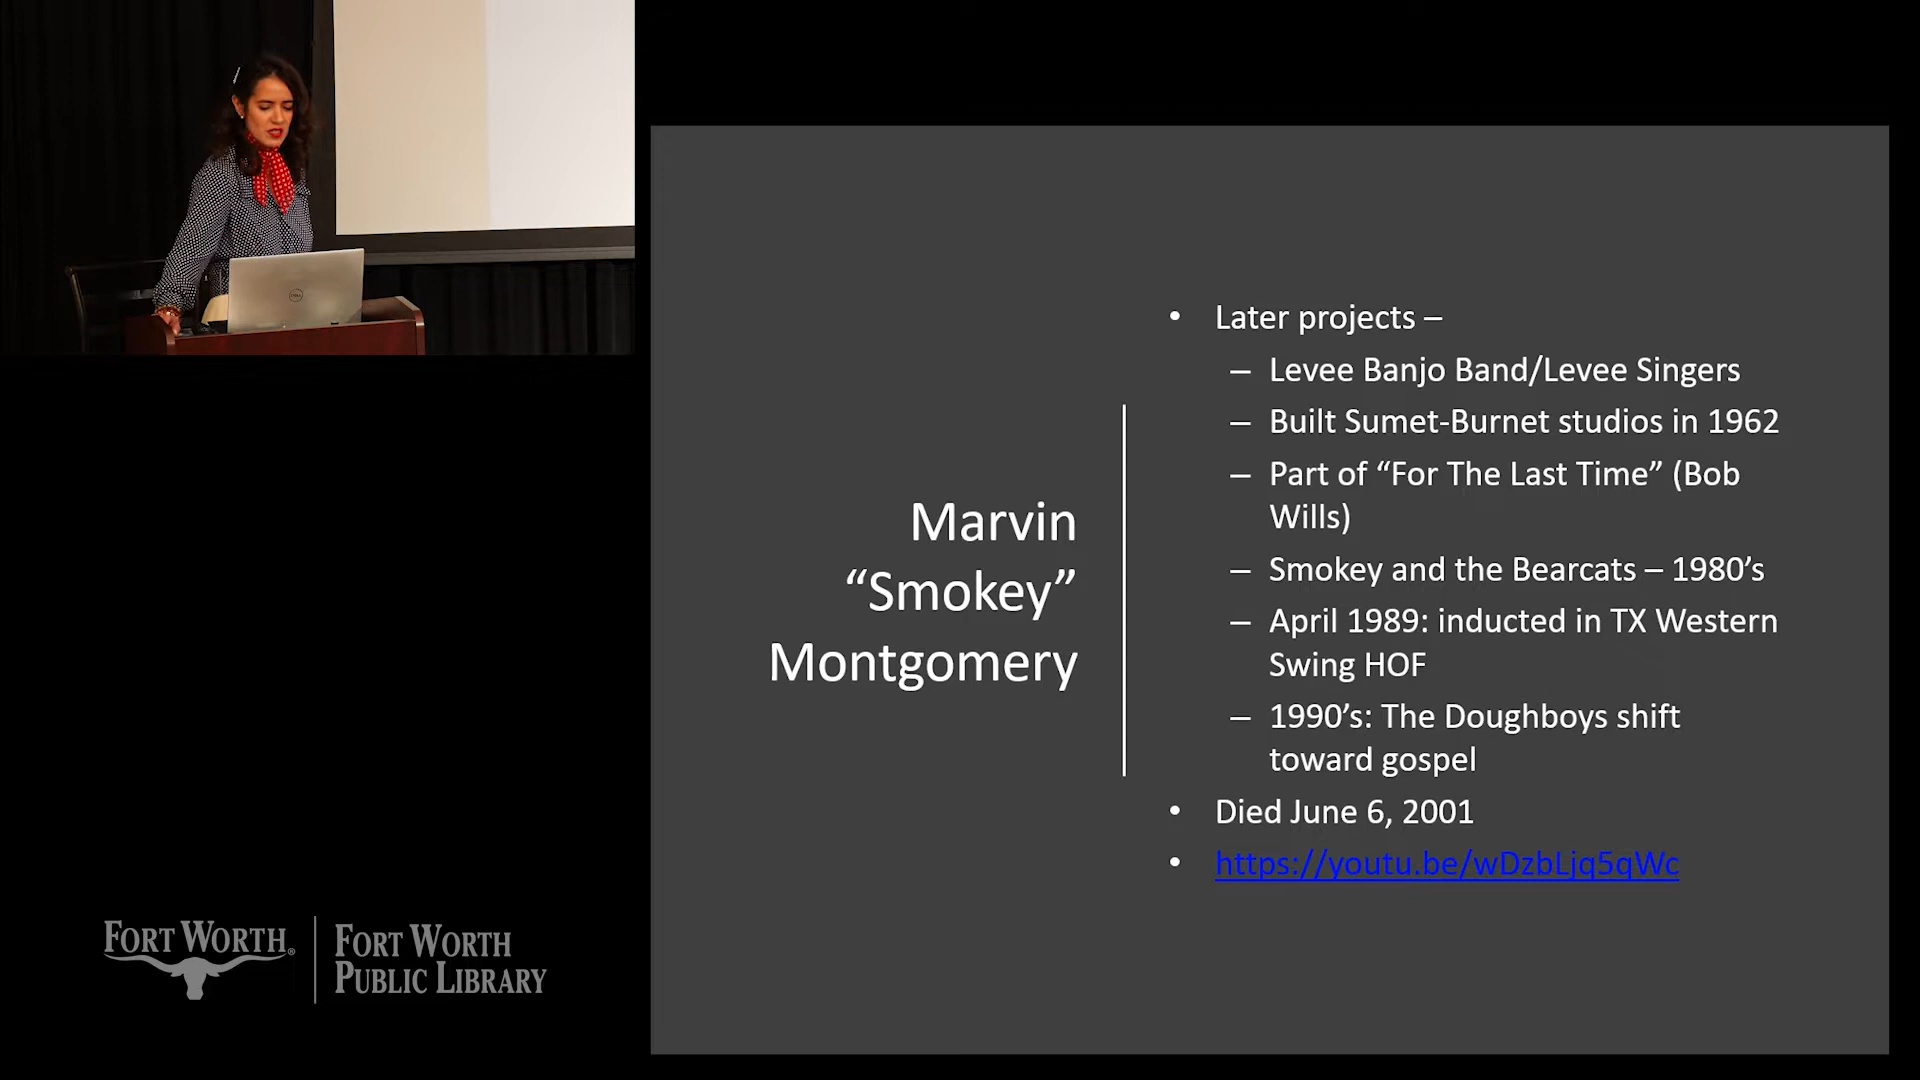 Marvin
“Smokey”
Montgomery
• Later projects –
– Levee Banjo Band/Levee Singers
– Built Sumet-Burnet studios in 1962
– Part of “For The Last Time” (Bob
Wills)
– Smokey and the Bearcats – 1980’s
– April 1989: inducted in TX Western
Swing HOF
– 1990’s: The Doughboys shift
toward gospel
• Died June 6, 2001
• https://youtu.be/wDzbLjq5qWc
FORT WORTH®
FORT WORTH
PUBLIC LIBRARY